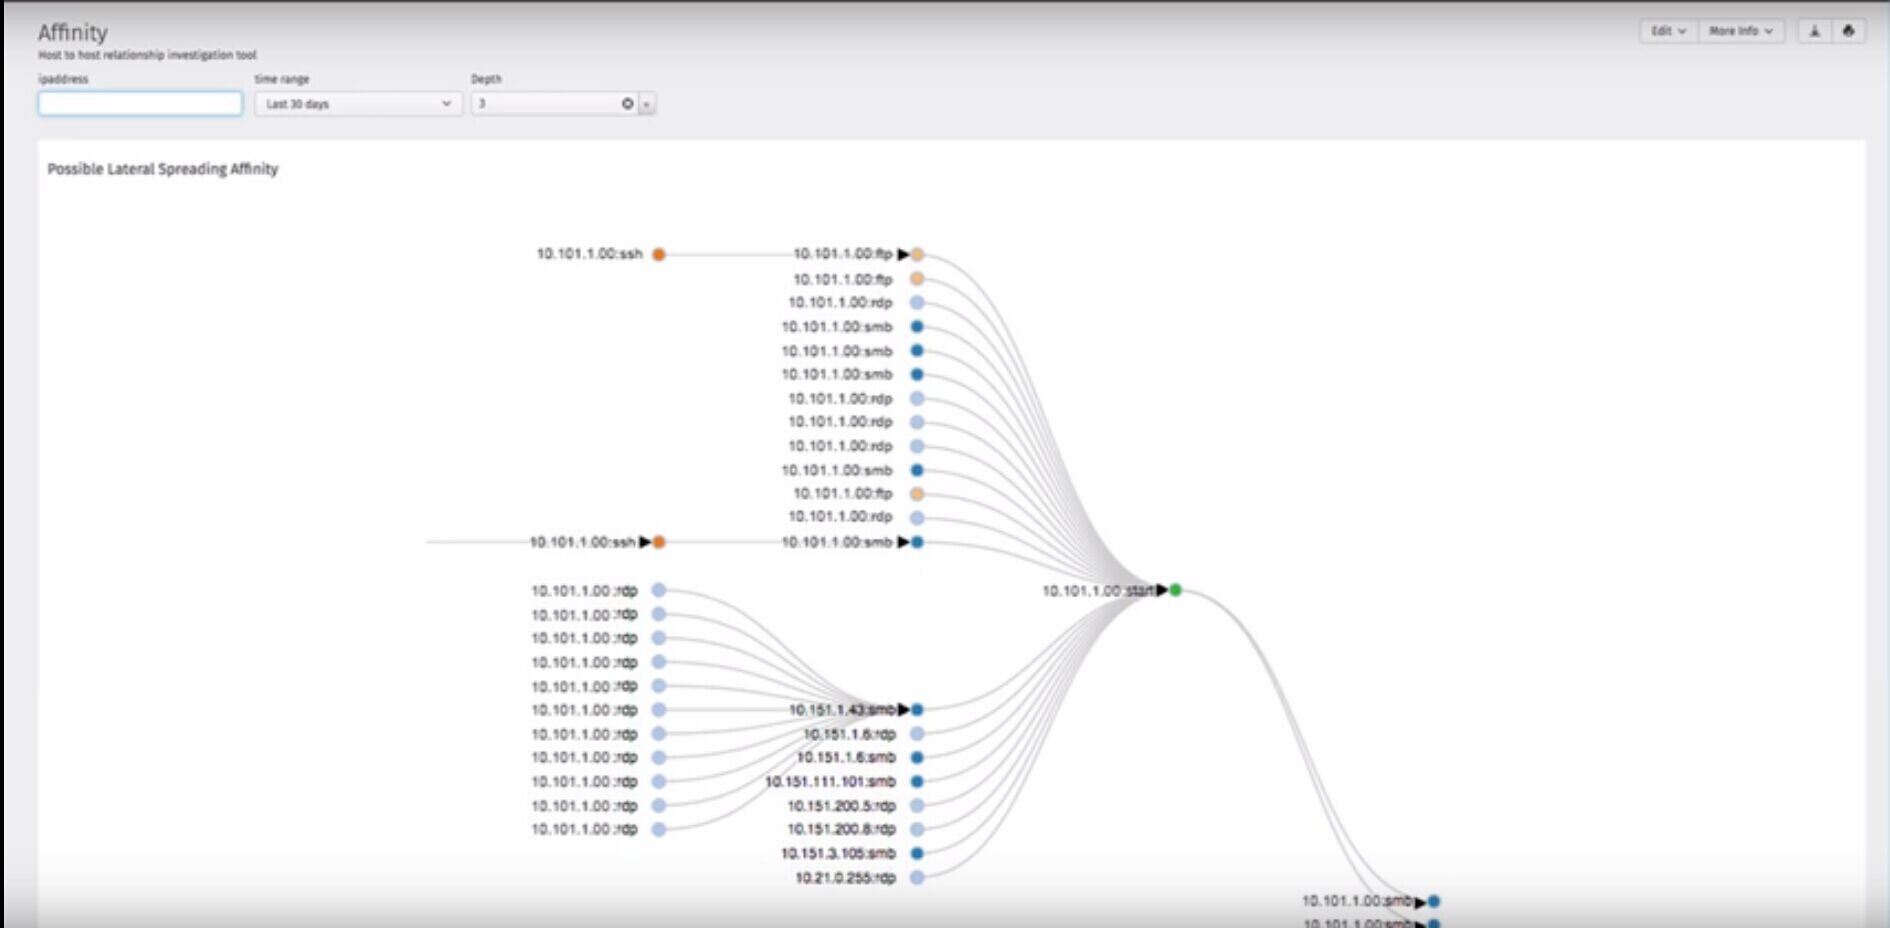 Affinity
Edit More Info
Host to host relationship investigation tool
ipaddress time range Depth
Last 30 days 3
Possible Lateral Spreading Affinity
10.101.1.00:ssh 10.101.1.00:ftp
10.101.1.00:ftp
10.101.1.00:rdp
10.101.1.00:smb
10.101.1.00:smb
10.101.1.00:smb
10.101.1.00:rdp
10.101.1.00:rdp
10.101.1.00:rdp
10.101.1.00:smb
10.101.1.00:ftp
10.101.1.00:rdp
10.101.1.00:ssh 10.101.1.00:smb
10.101.1.00:rdp 10.101.1.00:start
10.101.1.00:rdp
10.101.1.00:rdp
10.101.1.00:rdp
10.101.1.00:rdp
10.101.1.00:rdp 10.151.1.43:smb
10.101.1.00:rdp 10.151.1.6:rdp
10.101.1.00:rdp 10.151.1.6:smb
10.101.1.00:rdp 10.151.111.101:smb
10.101.1.00:rdp 10.151.200.5:rdp
10.101.1.00:rdp 10.151.200.8:rdp
10.151.3.105:smb
10.21.0.255:rdp
10.101.1.00:smb
10.101.1.00:smb